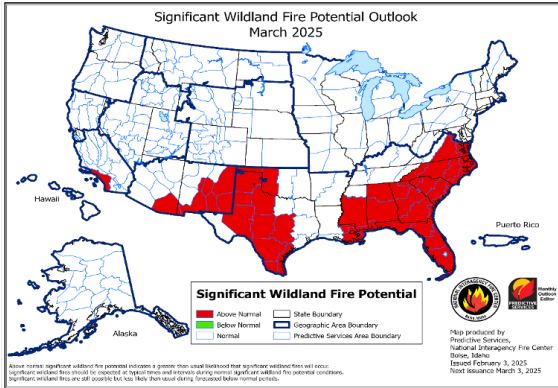 Significant Wildland Fire Potential Outlook
March 2025
Hawaii
Puerto Rico
Alaska
Significant Wildland Fire Potential
Above Normal
State Boundary
Below Normal
Geographic Area Boundary
Normal
Predictive Services Area Boundary
PREDICTIVE
SERVICES
Monthly
Outlook
Editor
Map produced by
Predictive Services,
National Interagency Fire Center
Boise, Idaho
Issued February 3, 2025
Next issuance March 3, 2025
Above normal significant wildland fire potential indicates a greater than usual likelihood that significant wildland fires will occur.
Significant wildland fires should be expected at typical times and intervals during normal significant wildland fire potential conditions.
Significant wildland fires are still possible but less likely than usual during forecasted below normal periods.